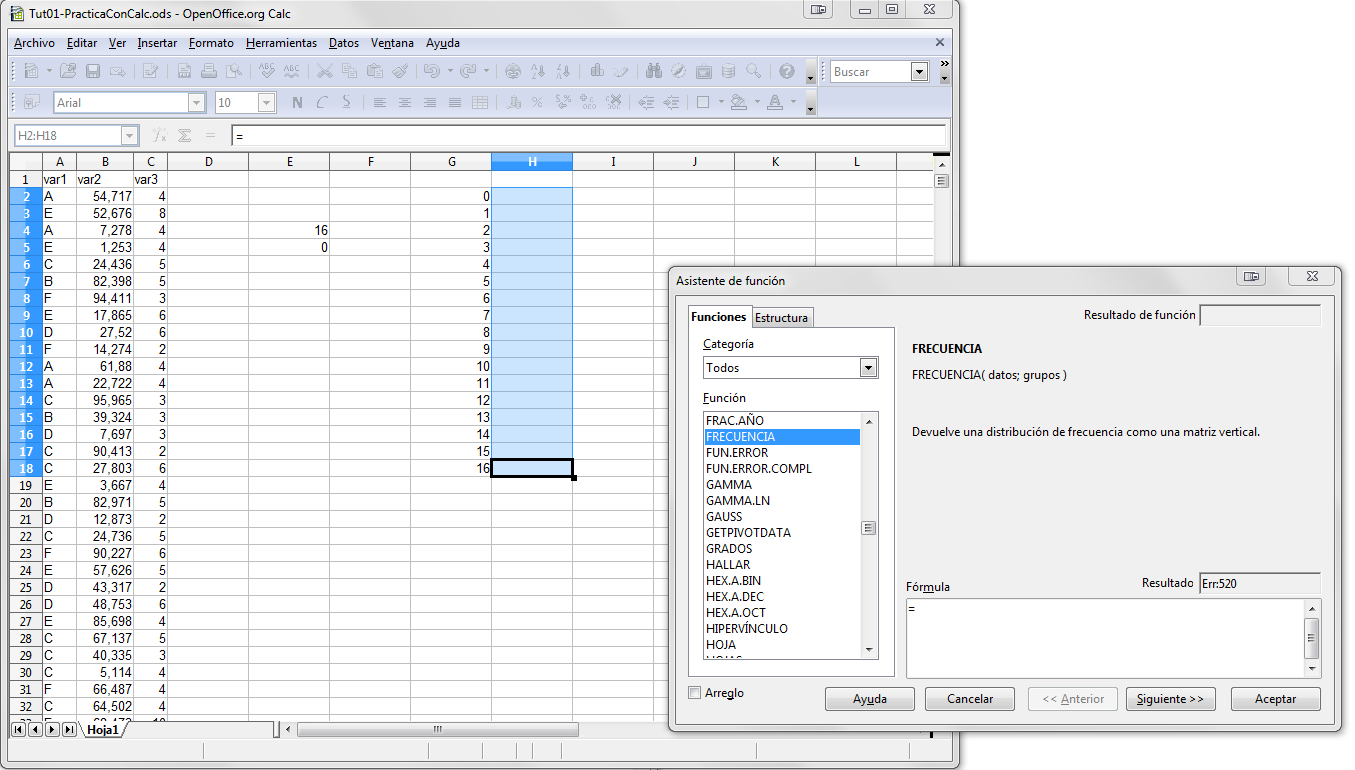 Tut01-PracticaConCalc.ods - OpenOffice.org Calc
Archivo Editar Ver Insertar Formato Herramientas Datos Ventana Ayuda
Buscar
Arial 10 N C S
H2:H18 =
A B C D E F G H I J K L
1 var1 var2 var3
2 A 54,717 4 0
3 E 52,676 8 1
4 A 7,278 4 16 2
5 E 1,253 4 0 3
6 C 24,436 5 4
7 B 82,398 5 5
8 F 94,411 3 6
9 E 17,865 6 7
10 D 27,52 6 8
11 F 14,274 2 9
12 A 61,88 4 10
13 A 22,722 4 11
14 C 95,965 3 12
15 B 39,324 3 13
16 D 7,697 3 14
17 C 90,413 2 15
18 C 27,803 6 16
19 E 3,667 4
20 B 82,971 5
21 D 12,873 2
22 C 24,736 5
23 F 90,227 6
24 E 57,626 5
25 D 43,317 2
26 D 48,753 6
27 E 85,698 4
28 C 67,137 5
29 C 40,335 3
30 C 5,114 4
31 F 66,487 4
32 C 64,502 4
Hoja1
Asistente de función
Funciones Estructura
Resultado de función
Categoría
Todos
Función
FRAC.AÑO
FRECUENCIA
FUN.ERROR
FUN.ERROR.COMPL
GAMMA
GAMMA.LN
GAUSS
GETPIVOTDATA
GRADOS
HALLAR
HEX.A.BIN
HEX.A.DEC
HEX.A.OCT
HIPERVÍNCULO
HOJA
FRECUENCIA
FRECUENCIA( datos; grupos )
Devuelve una distribución de frecuencia como una matriz vertical.
Fórmula
Resultado Err:520
=
Arreglo
Ayuda Cancelar << Anterior Siguiente >> Aceptar